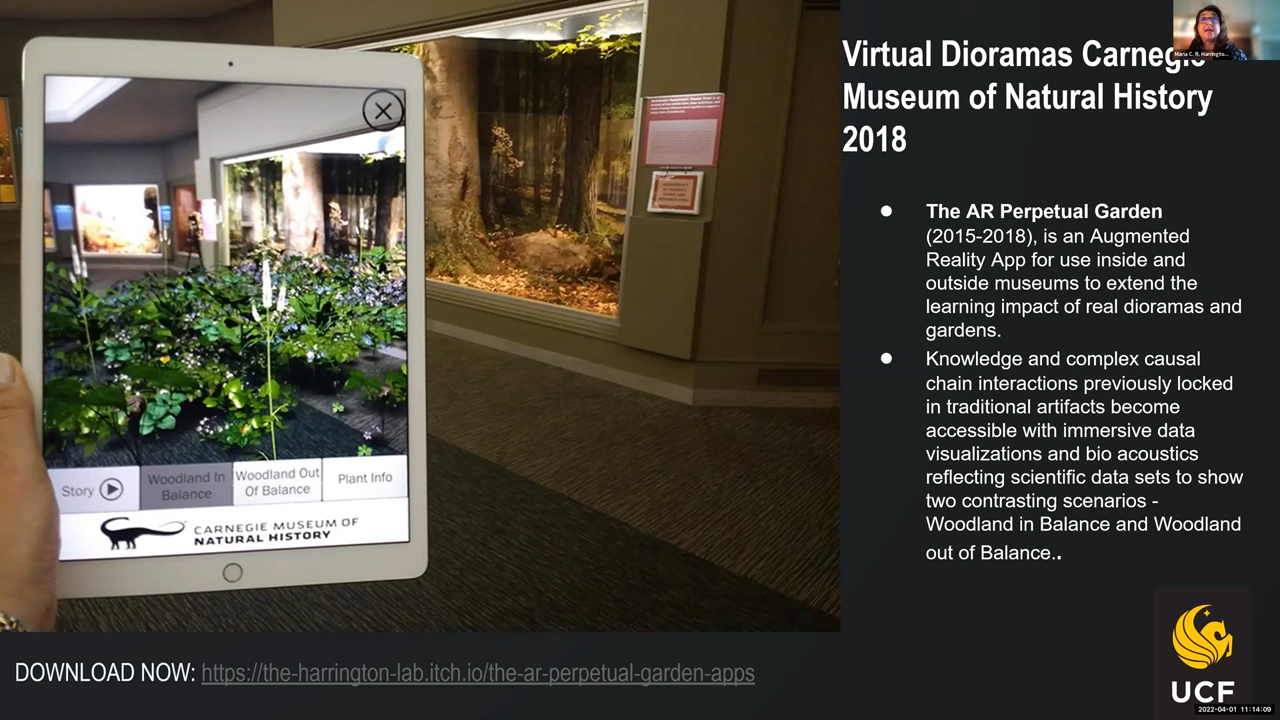 Virtual Dioramas Carnegie
Museum of Natural History
2018
Maria C. R. Harringto...
● The AR Perpetual Garden
(2015-2018), is an Augmented
Reality App for use inside and
outside museums to extend the
learning impact of real dioramas and
gardens.
● Knowledge and complex causal
chain interactions previously locked
in traditional artifacts become
accessible with immersive data
visualizations and bio acoustics
reflecting scientific data sets to show
two contrasting scenarios -
Woodland in Balance and Woodland
out of Balance..
Story
Woodland In
Balance
Woodland Out
Of Balance
Plant Info
CARNEGIE MUSEUM OF
NATURAL HISTORY
DOWNLOAD NOW: https://the-harrington-lab.itch.io/the-ar-perpetual-garden-apps
UCF
2022-04-01 11:14:09